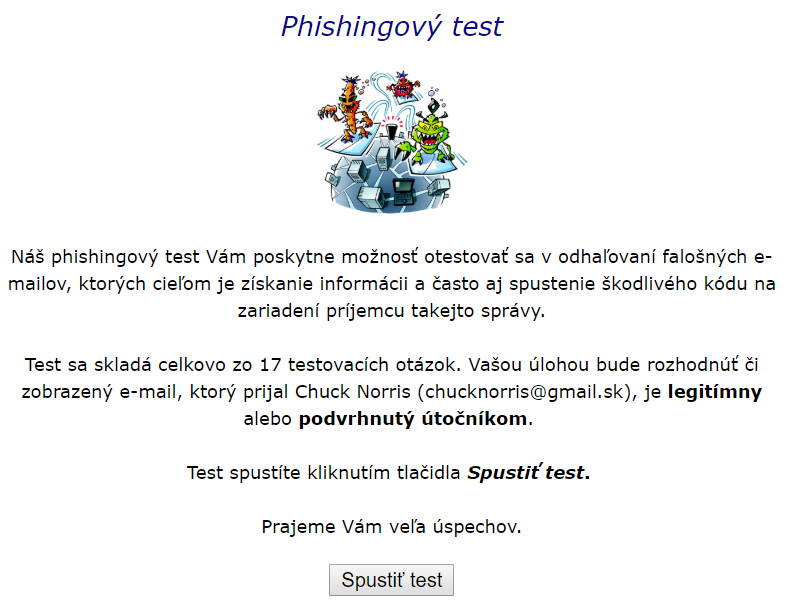 Phishingový test
Náš phishingový test Vám poskytne možnosť otestovať sa v odhaľovaní falošných e-
mailov, ktorých cieľom je získanie informácii a často aj spustenie škodlivého kódu na
zariadení príjemcu takejto správy.
Test sa skladá celkovo zo 17 testovacích otázok. Vašou úlohou bude rozhodnúť či
zobrazený e-mail, ktorý prijal Chuck Norris (chucknorris@gmail.sk), je legitímny
alebo podvrhnutý útočníkom.
Test spustíte kliknutím tlačidla Spustiť test.
Prajeme Vám veľa úspechov.
Spustiť test